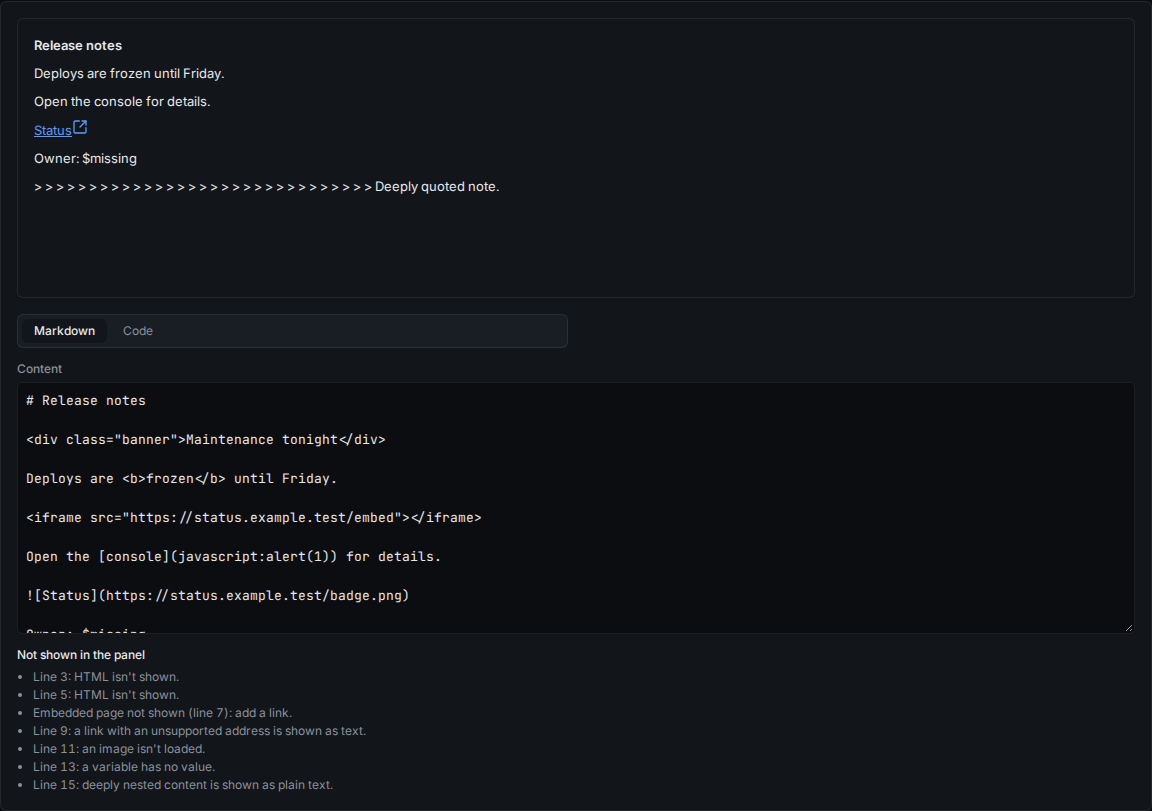 Release notes
Deploys are frozen until Friday.
Open the console for details.
Status
Owner: $missing
> > > > > > > > > > > > > > > > > > > > > > > > > > > > > > > Deeply quoted note.
Markdown Code
Content
# Release notes
<div class="banner">Maintenance tonight</div>
Deploys are <b>frozen</b> until Friday.
<iframe src="https://status.example.test/embed"></iframe>
Open the [console](javascript:alert(1)) for details.
![Status](https://status.example.test/badge.png)
Owner: $missing
Not shown in the panel
• Line 3: HTML isn't shown.
• Line 5: HTML isn't shown.
• Embedded page not shown (line 7): add a link.
• Line 9: a link with an unsupported address is shown as text.
• Line 11: an image isn't loaded.
• Line 13: a variable has no value.
• Line 15: deeply nested content is shown as plain text.